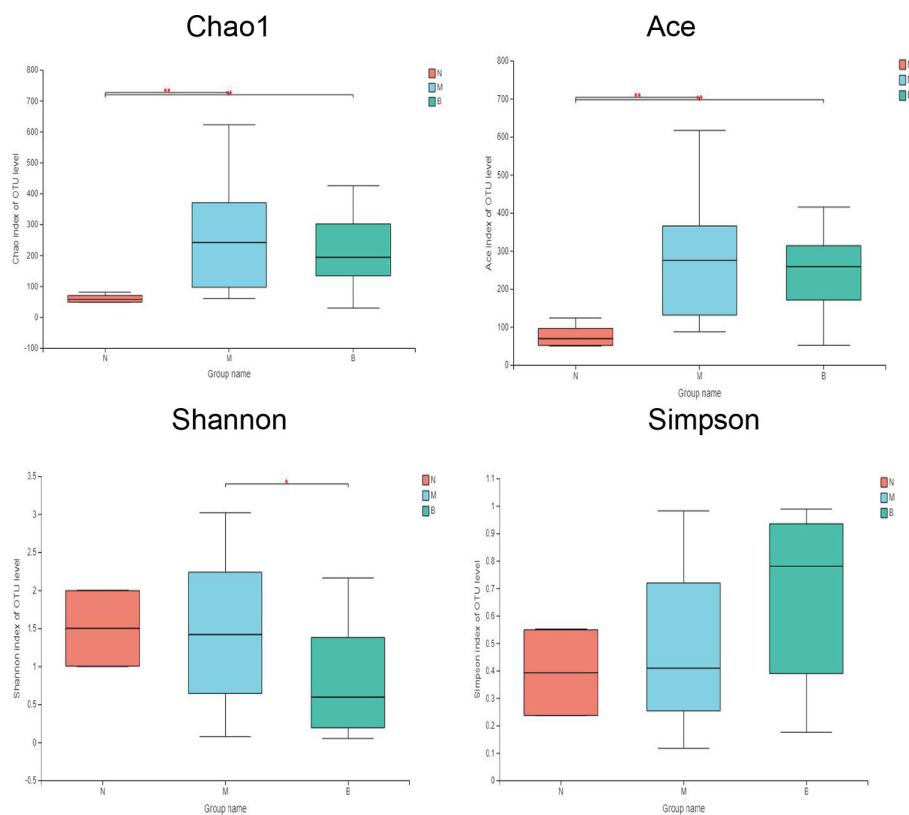 Chao1
Chao index of OTU level
800
700
600
500
400
300
200
100
0
-100
** **
N
M
B
N M B
Group name
Ace
Ace index of OTU level
800
700
600
500
400
300
200
100
0
** **
N
N M B
Group name
Shannon
Shannon index of OTU level
3.5
3
2.5
2
1.5
1
0.5
0
-0.5
*
N
M
B
N M B
Group name
Simpson
Simpson index of OTU level
1.1
1
0.9
0.8
0.7
0.6
0.5
0.4
0.3
0.2
0.1
0
N
M
B
N M B
Group name